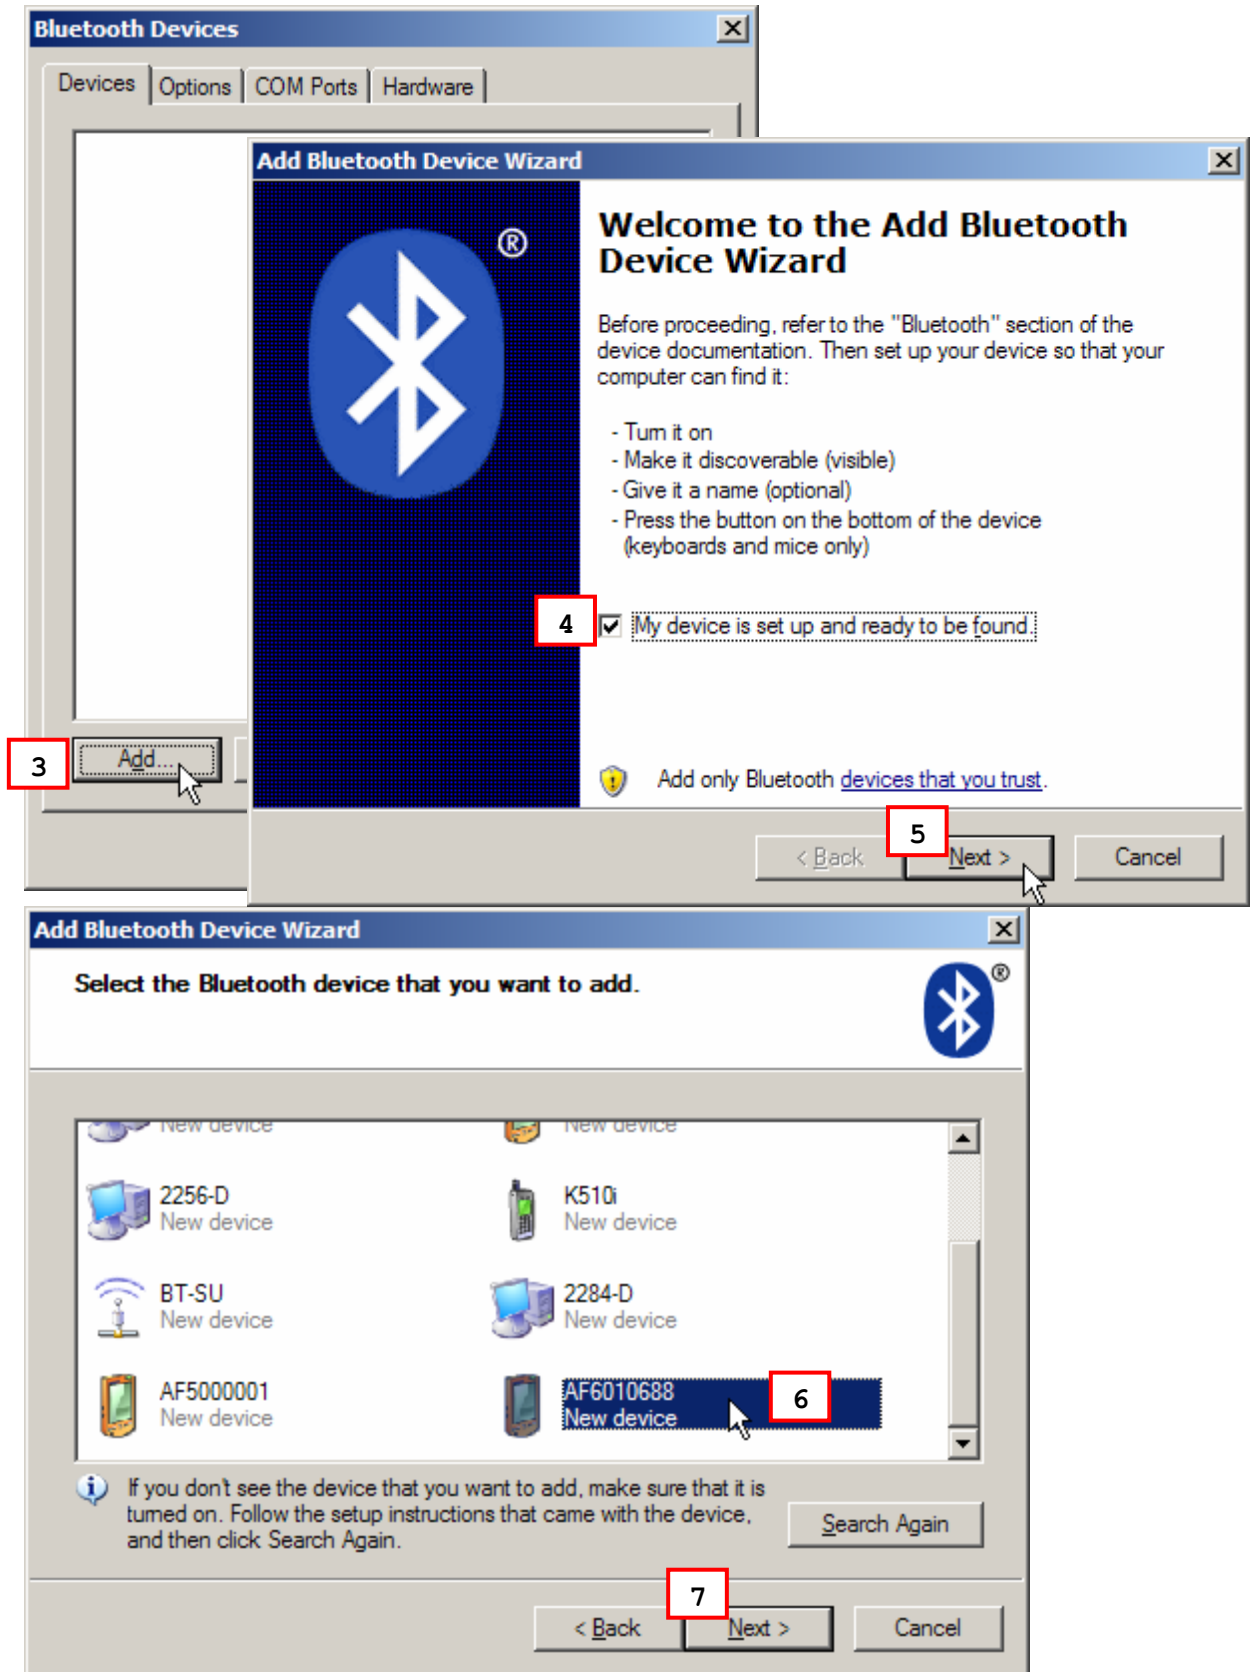 Bluetooth Devices
Devices Options COM Ports Hardware
Add Bluetooth Device Wizard
®
Welcome to the Add Bluetooth
Device Wizard
Before proceeding, refer to the "Bluetooth" section of the
device documentation. Then set up your device so that your
computer can find it:
- Turn it on
- Make it discoverable (visible)
- Give it a name (optional)
- Press the button on the bottom of the device
(keyboards and mice only)
4 My device is set up and ready to be found.
3 Add...
Add only Bluetooth devices that you trust.
5
< Back Next > Cancel
Add Bluetooth Device Wizard
Select the Bluetooth device that you want to add.
®
New device New device
2256-D K510i
New device New device
BT-SU 2284-D
New device New device
AF5000001 AF6010688 6
New device New device
If you don't see the device that you want to add, make sure that it is
turned on. Follow the setup instructions that came with the device,
and then click Search Again.
Search Again
7
< Back Next > Cancel